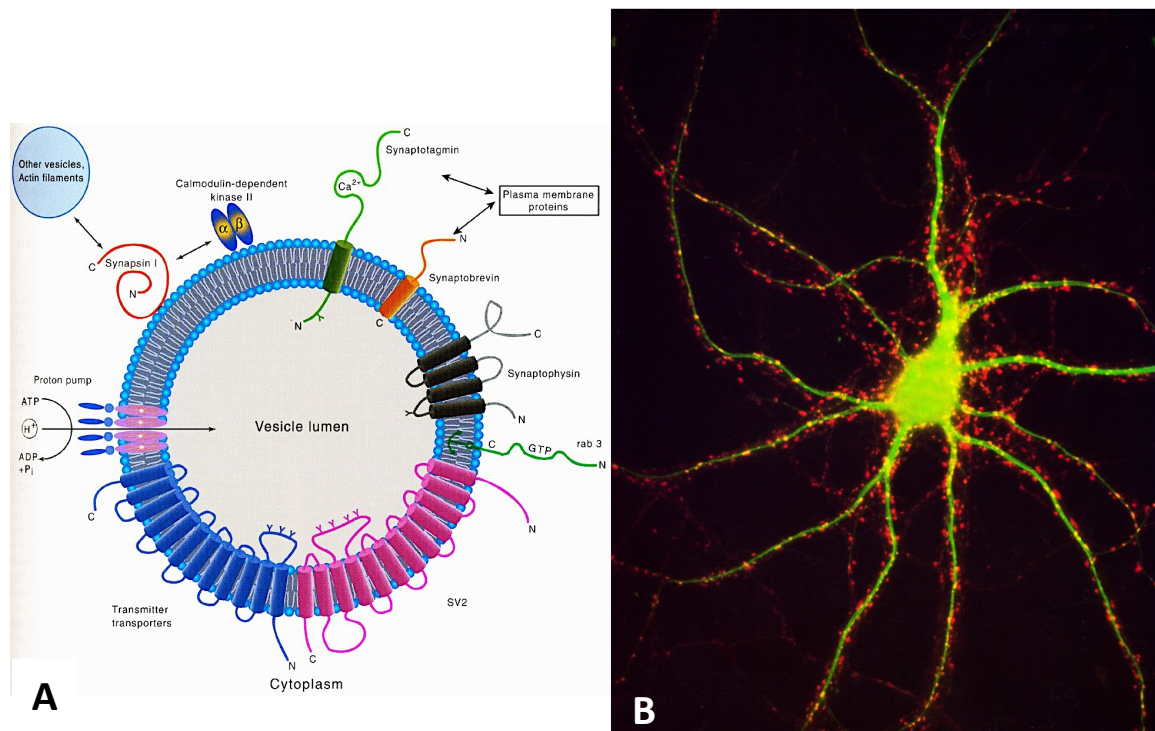 Other vesicles,
Actin filaments
Calmodulin-dependent
kinase II
α β
C
Synaptotagmin
Ca2+
Plasma membrane
proteins
C
Synapsin I
N
N
Synaptobrevin
N
C
C
Synaptophysin
N
Proton pump
ATP
H+
ADP
+Pi
Vesicle lumen
C
GTP
rab 3
N
C
N
Transmitter
transporters
SV2
N
C
Cytoplasm
A
B